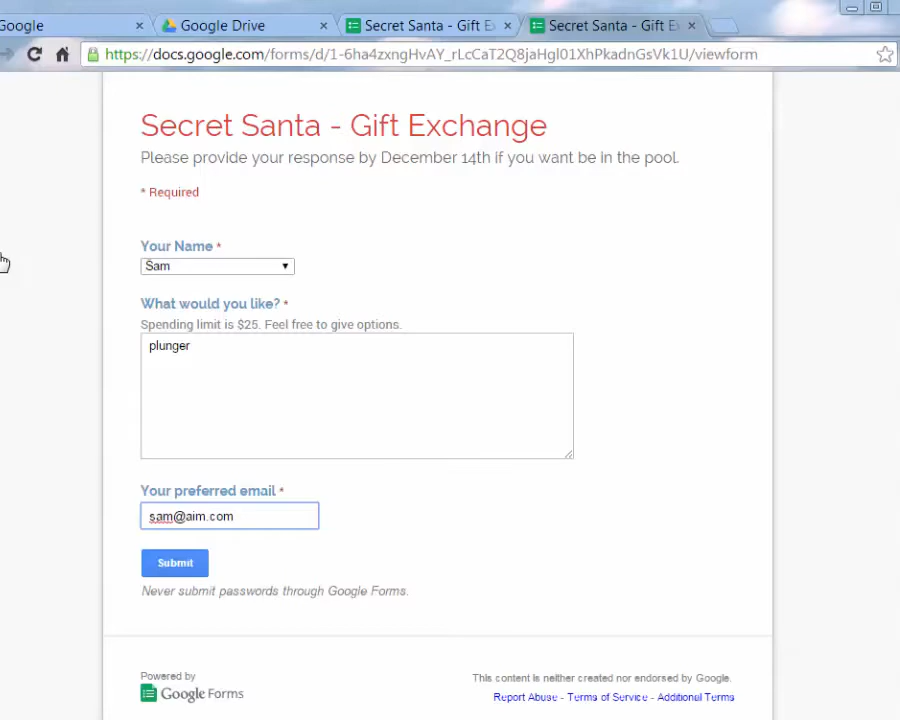 Google
Google Drive
Secret Santa - Gift Ex
Secret Santa - Gift Ex
https://docs.google.com/forms/d/1-6ha4zxngHvAY_rLcCaT2Q8jaHgl01XhPkadnGsVk1U/viewform
Secret Santa - Gift Exchange
Please provide your response by December 14th if you want be in the pool.
* Required
Your Name *
Sam
What would you like? *
Spending limit is $25. Feel free to give options.
plunger
Your preferred email *
sam@aim.com
Submit
Never submit passwords through Google Forms.
Powered by
Google Forms
This content is neither created nor endorsed by Google.
Report Abuse - Terms of Service - Additional Terms